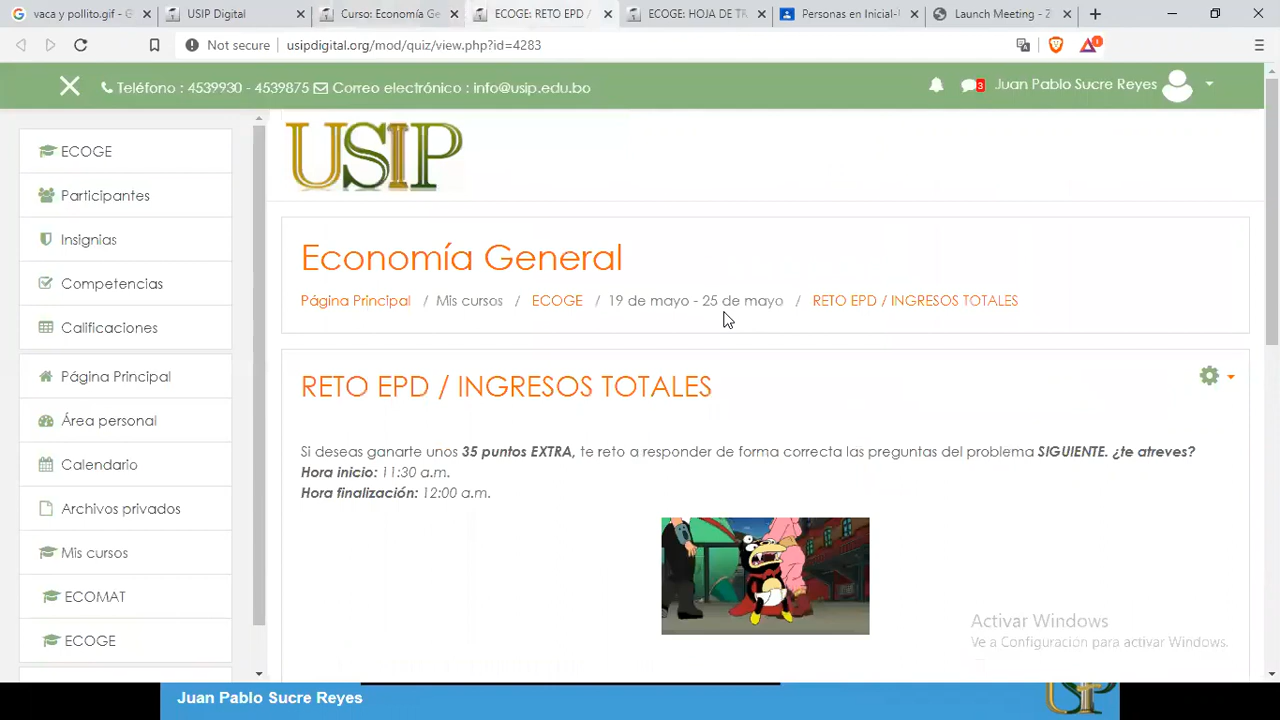 vaca y pollito.gif - G
USIP Digital
Curso: Economía Ge
ECOGE: RETO EPD /
ECOGE: HOJA DE TR
Personas en Inicial-U
Launch Meeting - Z
Not secure
usipdigital.org/mod/quiz/view.php?id=4283
1
Teléfono : 4539930 - 4539875 Correo electrónico : info@usip.edu.bo
3
Juan Pablo Sucre Reyes
ECOGE
Participantes
Insignias
Competencias
Calificaciones
Página Principal
Área personal
Calendario
Archivos privados
Mis cursos
ECOMAT
ECOGE
USIP
Economía General
Página Principal / Mis cursos / ECOGE / 19 de mayo - 25 de mayo / RETO EPD / INGRESOS TOTALES
RETO EPD / INGRESOS TOTALES
Si deseas ganarte unos 35 puntos EXTRA, te reto a responder de forma correcta las preguntas del problema SIGUIENTE. ¿te atreves?
Hora inicio: 11:30 a.m.
Hora finalización: 12:00 a.m.
Activar Windows
Ve a Configuración para activar Windows.
Juan Pablo Sucre Reyes